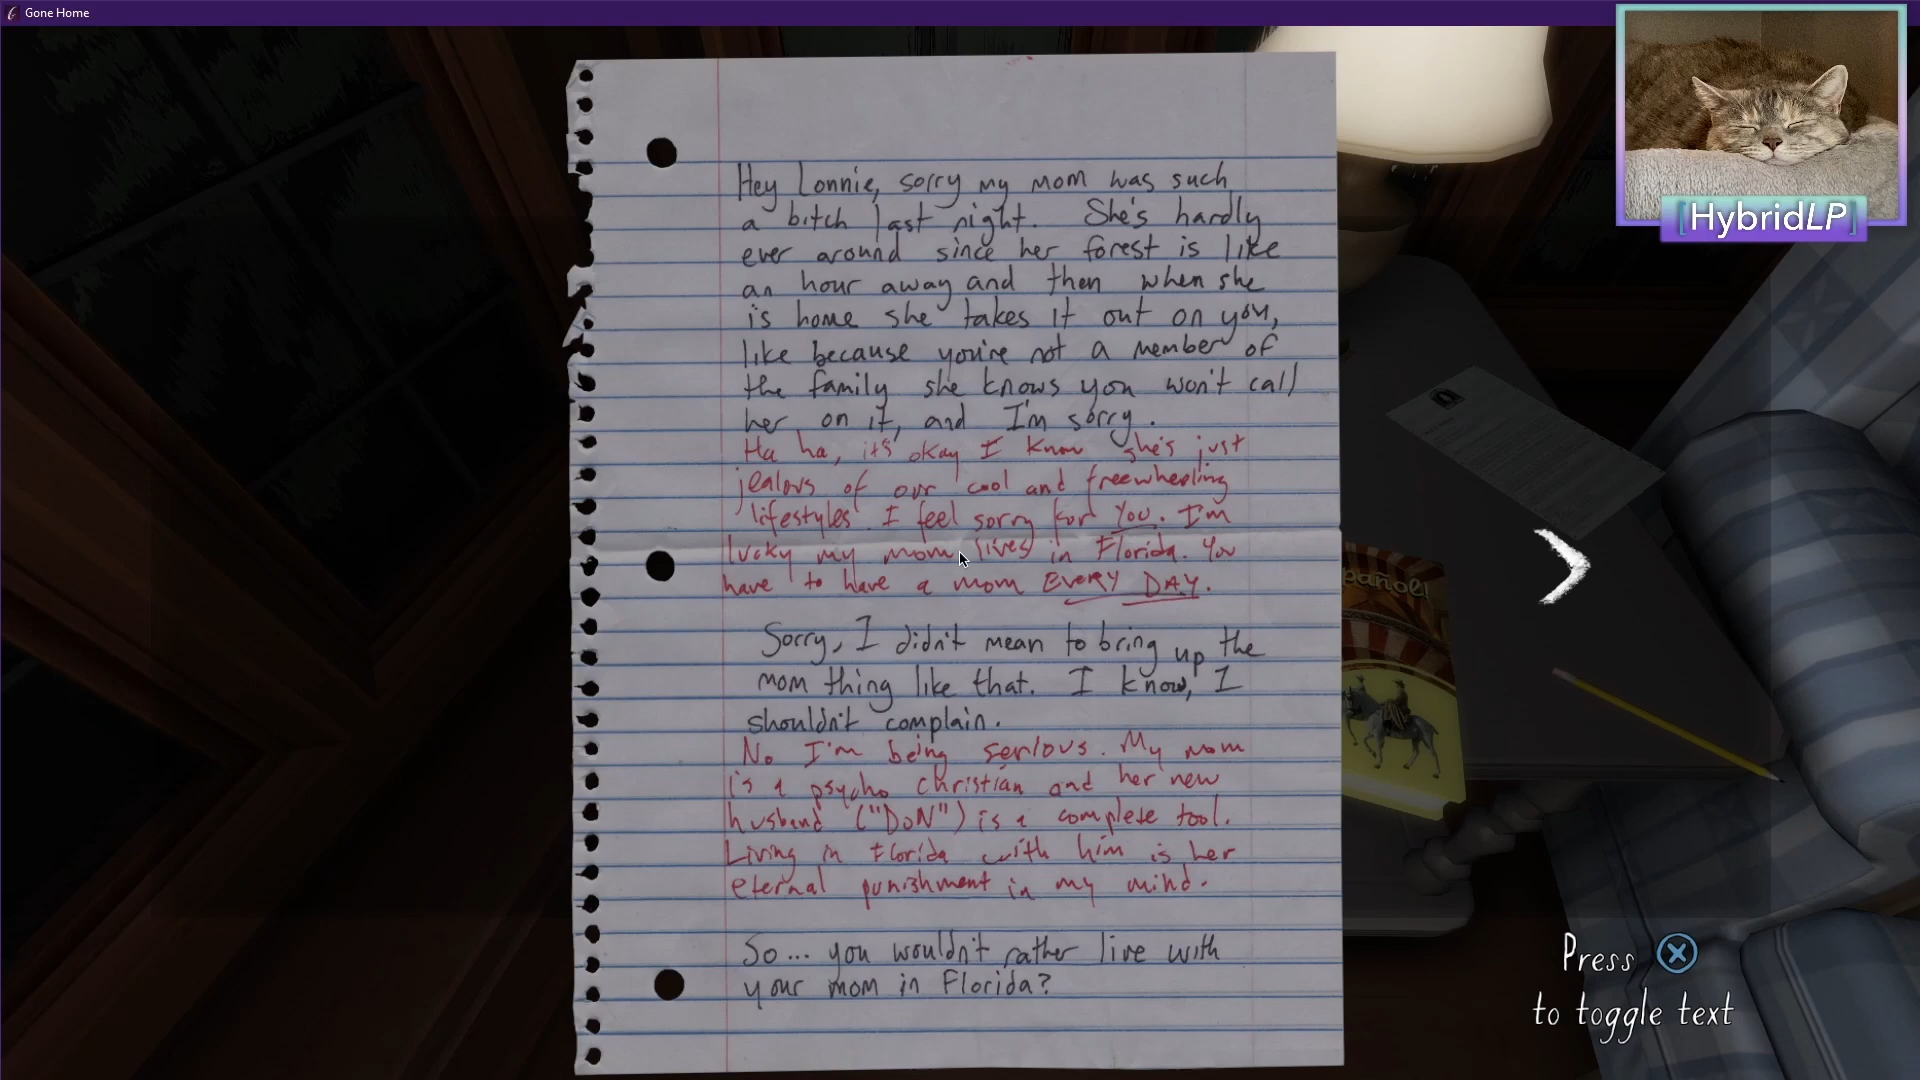 Gone Home
[HybridLP]
Hey Lonnie, sorry my mom was such
a bitch last night. She's hardly
ever around since her forest is like
an hour away and then when she
is home she takes it out on you,
like because you're not a member of
the family she knows you won't call
her on it, and I'm sorry.
Ha ha, it's okay I know she's just
jealous of our cool and freewheeling
lifestyles. I feel sorry for you. I'm
lucky my mom lives in Florida. You
have to have a mom EVERY DAY.
Sorry, I didn't mean to bring up the
mom thing like that. I know, I
shouldn't complain.
No I'm being serious. My mom
is a psycho Christian and her new
husband ("DON") is a complete tool.
Living in Florida with him is her
eternal punishment in my mind.
So... you wouldn't rather live with
your mom in Florida?
pañol!
Press
to toggle text